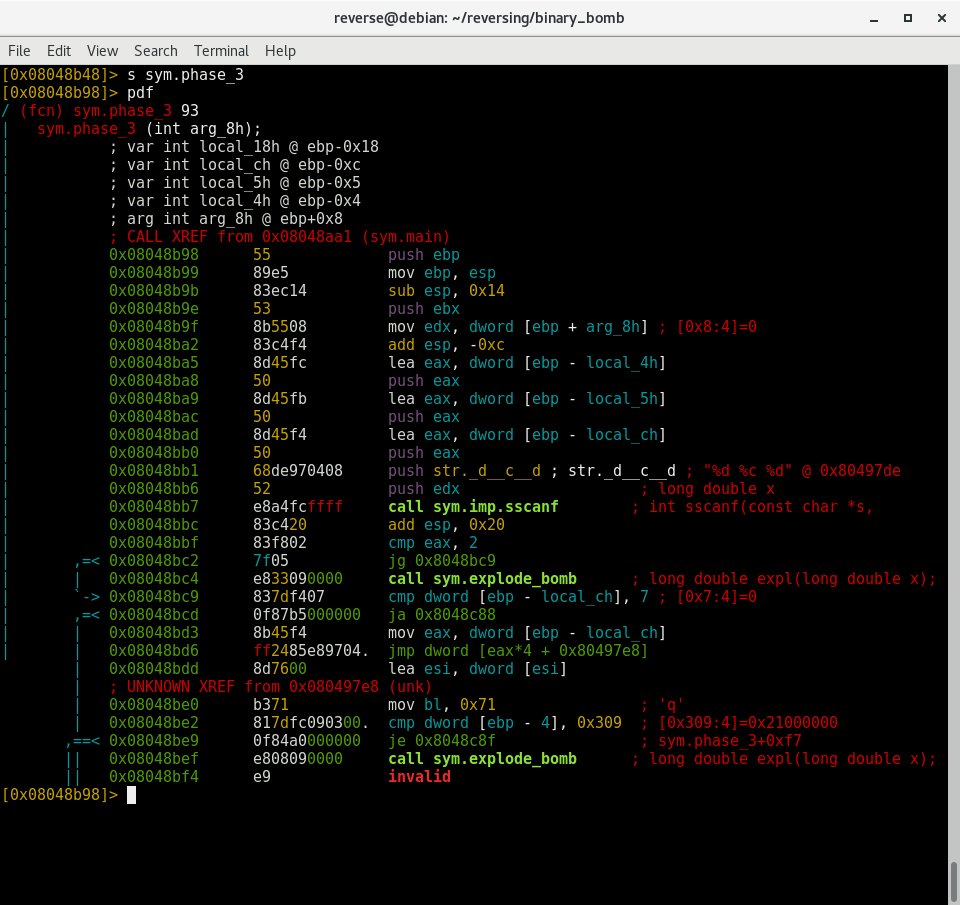 reverse@debian: ~/reversing/binary_bomb
File Edit View Search Terminal Help
[0x08048b48]> s sym.phase_3
[0x08048b98]> pdf
/ (fcn) sym.phase_3 93
|   sym.phase_3 (int arg_8h);
|           ; var int local_18h @ ebp-0x18
|           ; var int local_ch @ ebp-0xc
|           ; var int local_5h @ ebp-0x5
|           ; var int local_4h @ ebp-0x4
|           ; arg int arg_8h @ ebp+0x8
|           ; CALL XREF from 0x08048aa1 (sym.main)
|           0x08048b98      55             push ebp
|           0x08048b99      89e5           mov ebp, esp
|           0x08048b9b      83ec14         sub esp, 0x14
|           0x08048b9e      53             push ebx
|           0x08048b9f      8b5508         mov edx, dword [ebp + arg_8h] ; [0x8:4]=0
|           0x08048ba2      83c4f4         add esp, -0xc
|           0x08048ba5      8d45fc         lea eax, dword [ebp - local_4h]
|           0x08048ba8      50             push eax
|           0x08048ba9      8d45fb         lea eax, dword [ebp - local_5h]
|           0x08048bac      50             push eax
|           0x08048bad      8d45f4         lea eax, dword [ebp - local_ch]
|           0x08048bb0      50             push eax
|           0x08048bb1      68de970408     push str._d__c__d ; str._d__c__d ; "%d %c %d" @ 0x80497de
|           0x08048bb6      52             push edx                    ; long double x
|           0x08048bb7      e8a4fcffff     call sym.imp.sscanf        ; int sscanf(const char *s,
|           0x08048bbc      83c420         add esp, 0x20
|           0x08048bbf      83f802         cmp eax, 2
|       ,=< 0x08048bc2      7f05           jg 0x8048bc9
|       |   0x08048bc4      e833090000     call sym.explode_bomb      ; long double expl(long double x);
|       `-> 0x08048bc9      837df407       cmp dword [ebp - local_ch], 7 ; [0x7:4]=0
|       ,=< 0x08048bcd      0f87b5000000   ja 0x8048c88
|       |   0x08048bd3      8b45f4         mov eax, dword [ebp - local_ch]
|       |   0x08048bd6      ff2485e89704.  jmp dword [eax*4 + 0x80497e8]
        |   0x08048bdd      8d7600         lea esi, dword [esi]
        |   ; UNKNOWN XREF from 0x080497e8 (unk)
        |   0x08048be0      b371           mov bl, 0x71                ; 'q'
        |   0x08048be2      817dfc090300.  cmp dword [ebp - 4], 0x309  ; [0x309:4]=0x21000000
       ,==< 0x08048be9      0f84a0000000   je 0x8048c8f                ; sym.phase_3+0xf7
       ||   0x08048bef      e808090000     call sym.explode_bomb      ; long double expl(long double x);
       ||   0x08048bf4      e9             invalid
[0x08048b98]>